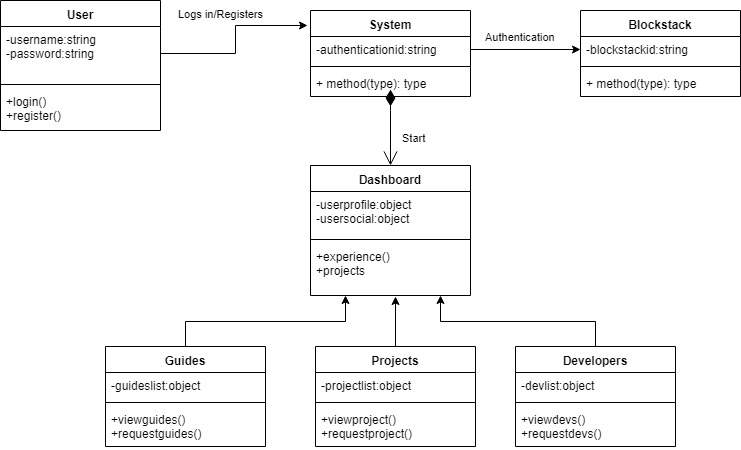 User
-username:string
-password:string
+login()
+register()
Logs in/Registers
System
-authenticationid:string
+ method(type): type
Authentication
Blockstack
-blockstackid:string
+ method(type): type
Start
Dashboard
-userprofile:object
-usersocial:object
+experience()
+projects
Guides
-guideslist:object
+viewguides()
+requestguides()
Projects
-projectlist:object
+viewproject()
+requestproject()
Developers
-devlist:object
+viewdevs()
+requestdevs()